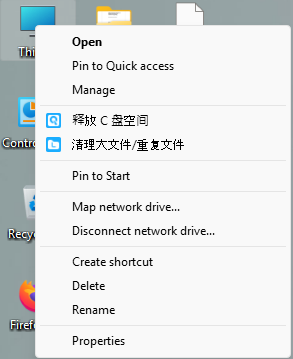 Open
Pin to Quick access
Manage
释放 C 盘空间
清理大文件/重复文件
Pin to Start
Map network drive...
Disconnect network drive...
Create shortcut
Delete
Rename
Properties